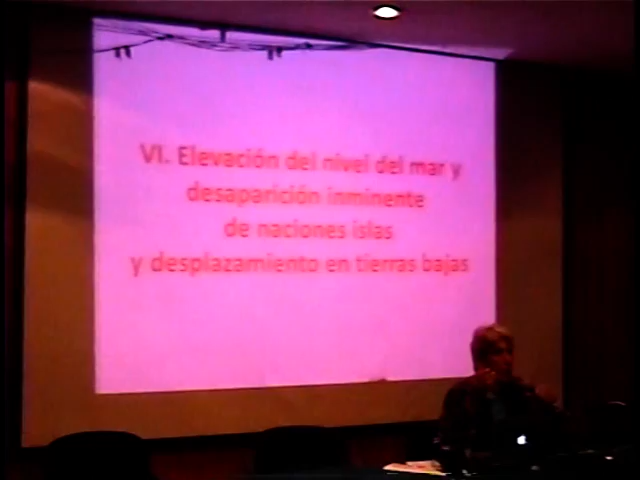 VI. Elevación del nivel del mar y
desaparición inminente
de naciones islas
y desplazamiento en tierras bajas